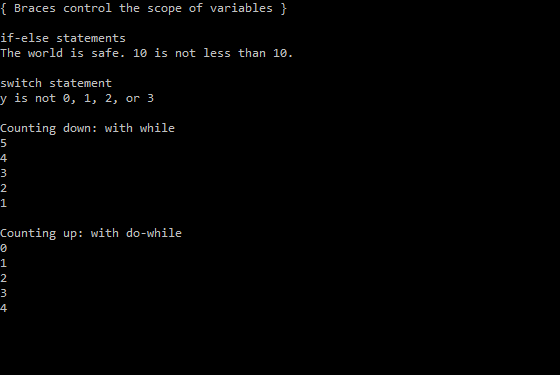 { Braces control the scope of variables }
if-else statements
The world is safe. 10 is not less than 10.
switch statement
y is not 0, 1, 2, or 3
Counting down: with while
5
4
3
2
1
Counting up: with do-while
0
1
2
3
4